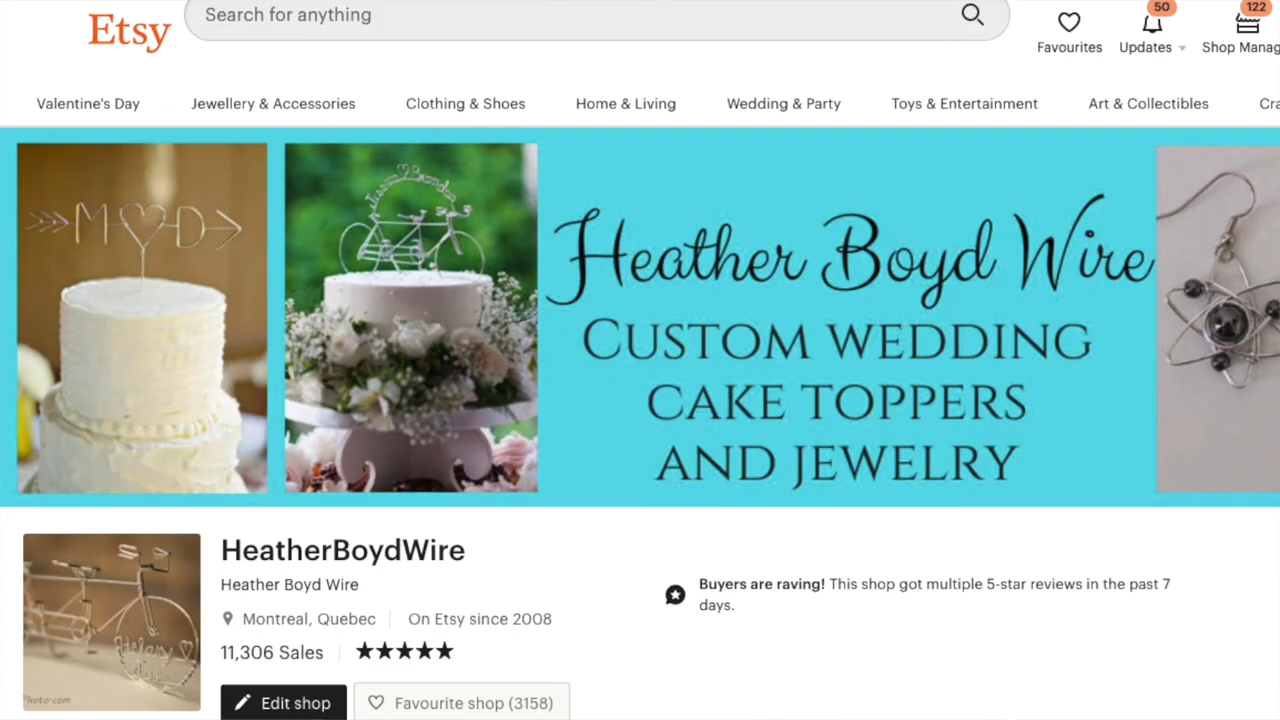 Etsy
Search for anything
50
122
Favourites
Updates
Shop Manag
Valentine's Day
Jewellery & Accessories
Clothing & Shoes
Home & Living
Wedding & Party
Toys & Entertainment
Art & Collectibles
Cra
M D
Jessica Brandon
Heather Boyd Wire
CUSTOM WEDDING
CAKE TOPPERS
AND JEWELRY
HeatherBoydWire
Heather Boyd Wire
Buyers are raving! This shop got multiple 5-star reviews in the past 7
days.
Montreal, Quebec
On Etsy since 2008
11,306 Sales
Edit shop
Favourite shop (3158)